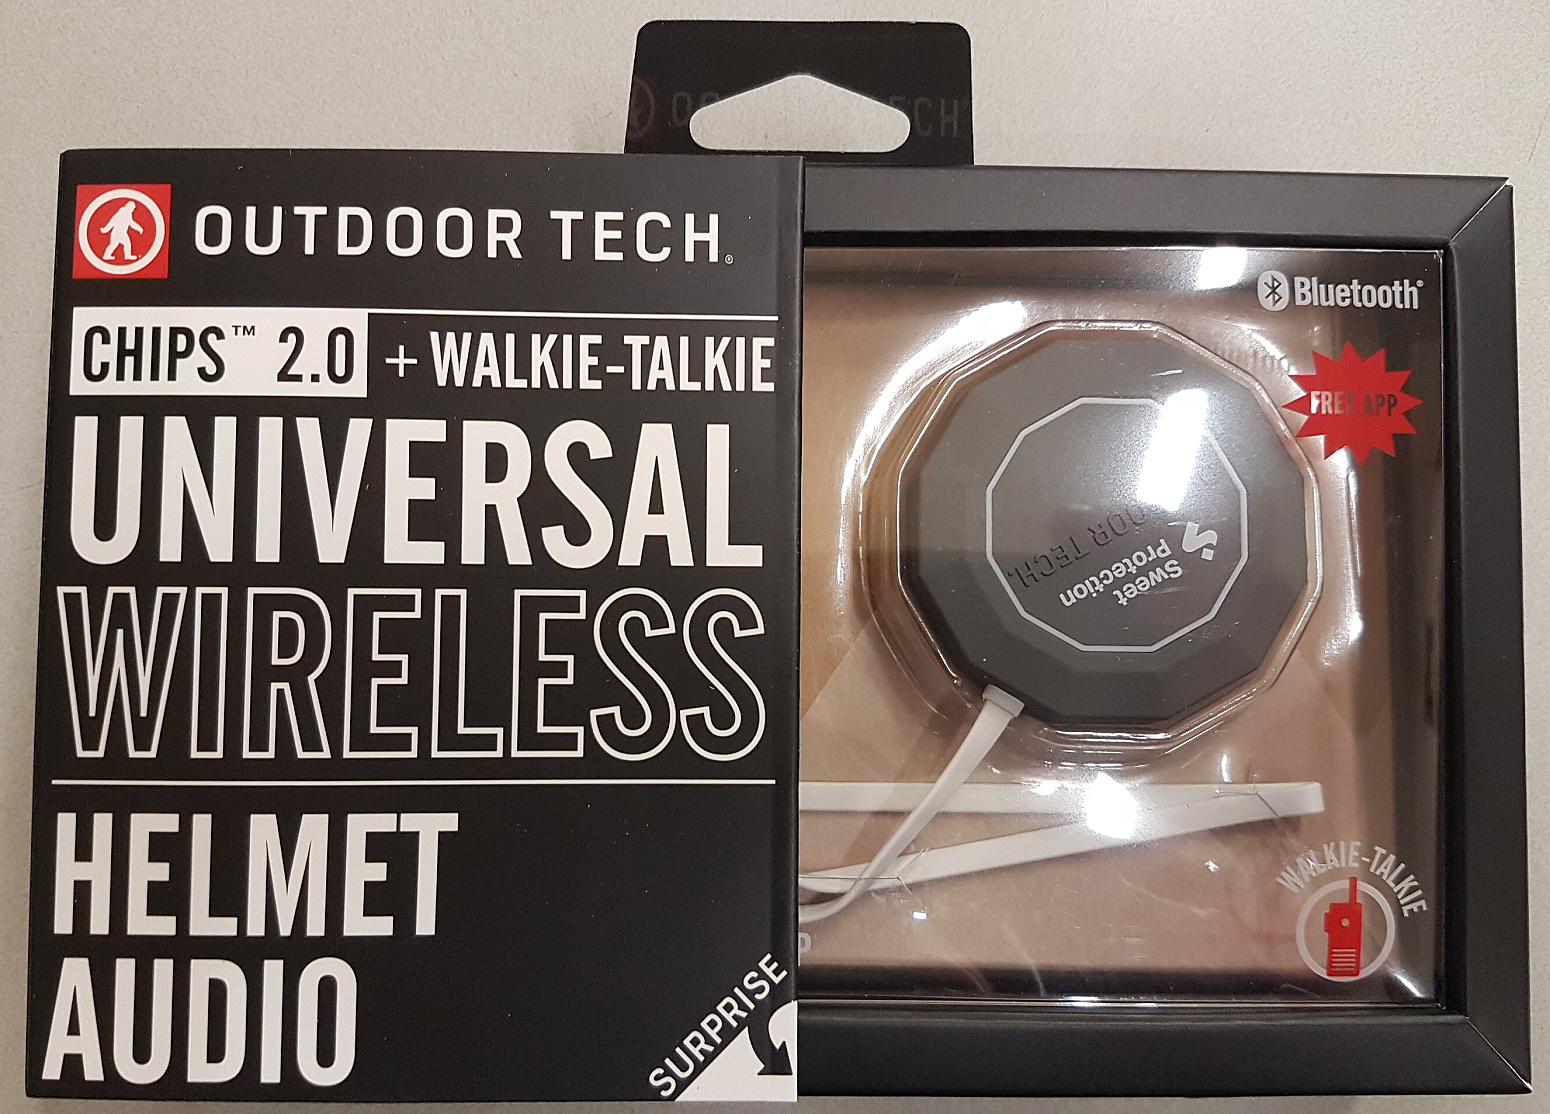 OUTDOOR TECH®
CHIPS™ 2.0 + WALKIE-TALKIE
UNIVERSAL
WIRELESS
HELMET
AUDIO
SURPRISE
Bluetooth®
FREE APP
Sweet
Protection
OOR TECH.
WALKIE-TALKIE